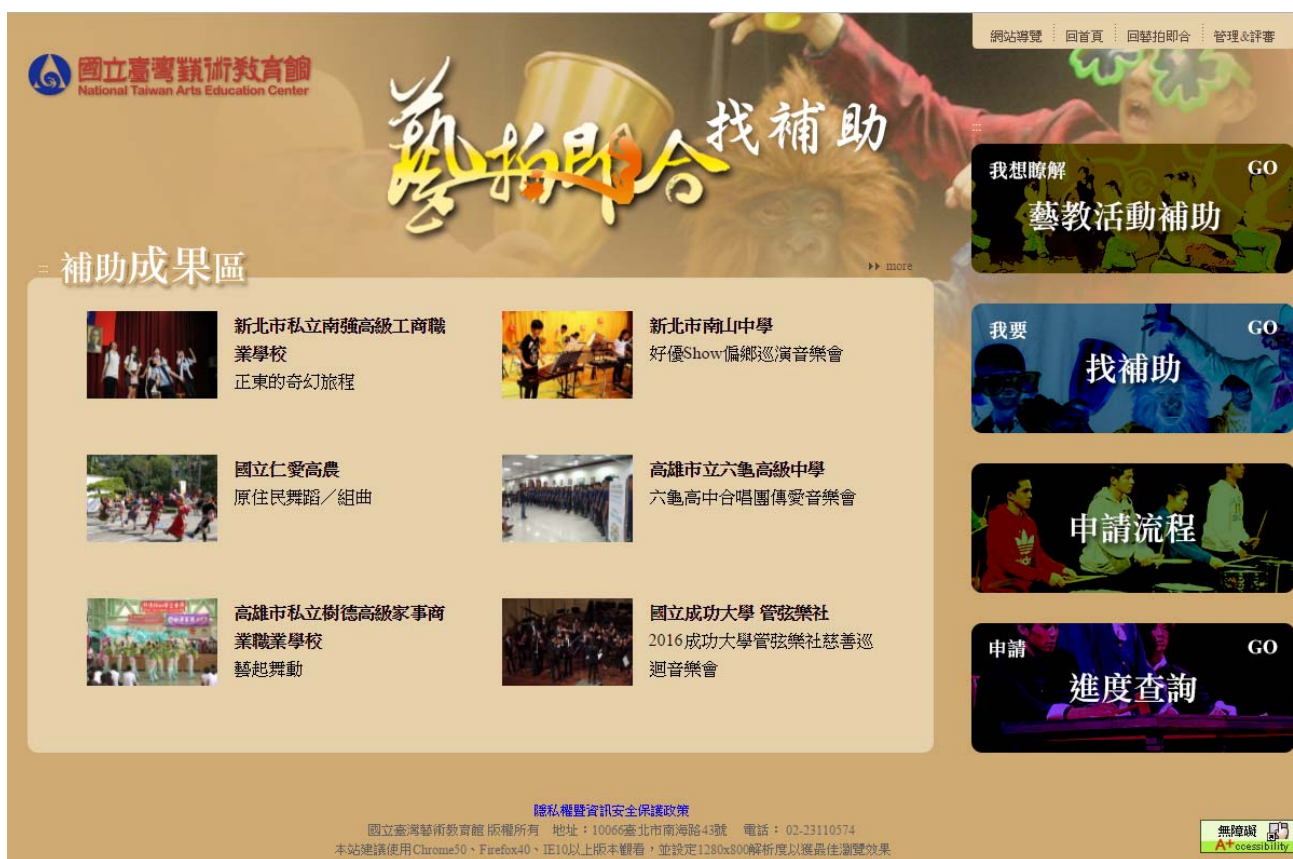 網站導覽 回首頁 回藝拍即合 管理&評審
國立臺灣藝術教育館
National Taiwan Arts Education Center
藝拍即合 找補助
補助成果區
more
新北市私立南強高級工商職
業學校
正東的奇幻旅程
新北市南山中學
好優Show偏鄉巡演音樂會
國立仁愛高農
原住民舞蹈／組曲
高雄市立六龜高級中學
六龜高中合唱團傳愛音樂會
高雄市私立樹德高級家事商
業職業學校
藝起舞動
國立成功大學 管弦樂社
2016成功大學管弦樂社慈善巡
迴音樂會
我想瞭解 GO
藝教活動補助
我要 GO
找補助
申請流程
申請 GO
進度查詢
隱私權暨資訊安全保護政策
國立臺灣藝術教育館 版權所有 地址：10066臺北市南海路43號 電話： 02-23110574
本站建議使用Chrome50、Firefox40、IE10以上版本觀看，並設定1280x800解析度以獲最佳瀏覽效果
無障礙
A+ccessibility